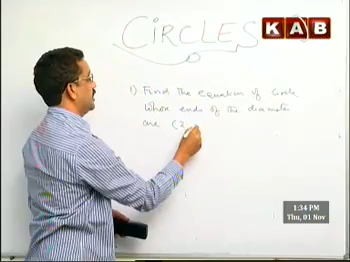 CIRCLES
KAB
1) Find the Equation of Circle
whose ends of the diameter
are (2,
1:34 PM
Thu, 01 Nov